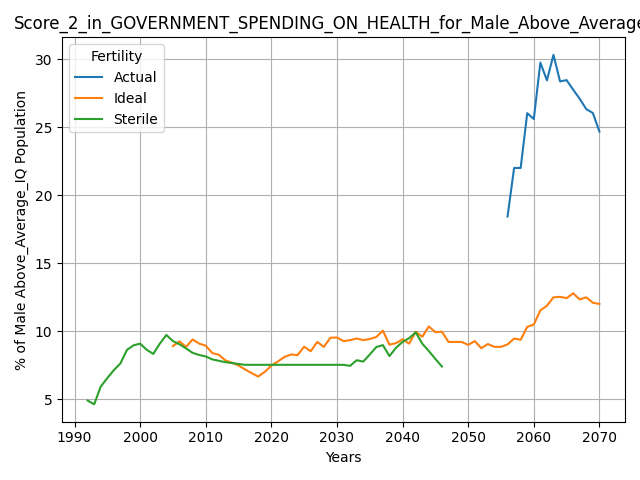 Score_2_in_GOVERNMENT_SPENDING_ON_HEALTH_for_Male_Above_Average
Fertility
Actual
Ideal
Sterile
% of Male Above_Average_IQ Population
30
25
20
15
10
5
1990 2000 2010 2020 2030 2040 2050 2060 2070
Years